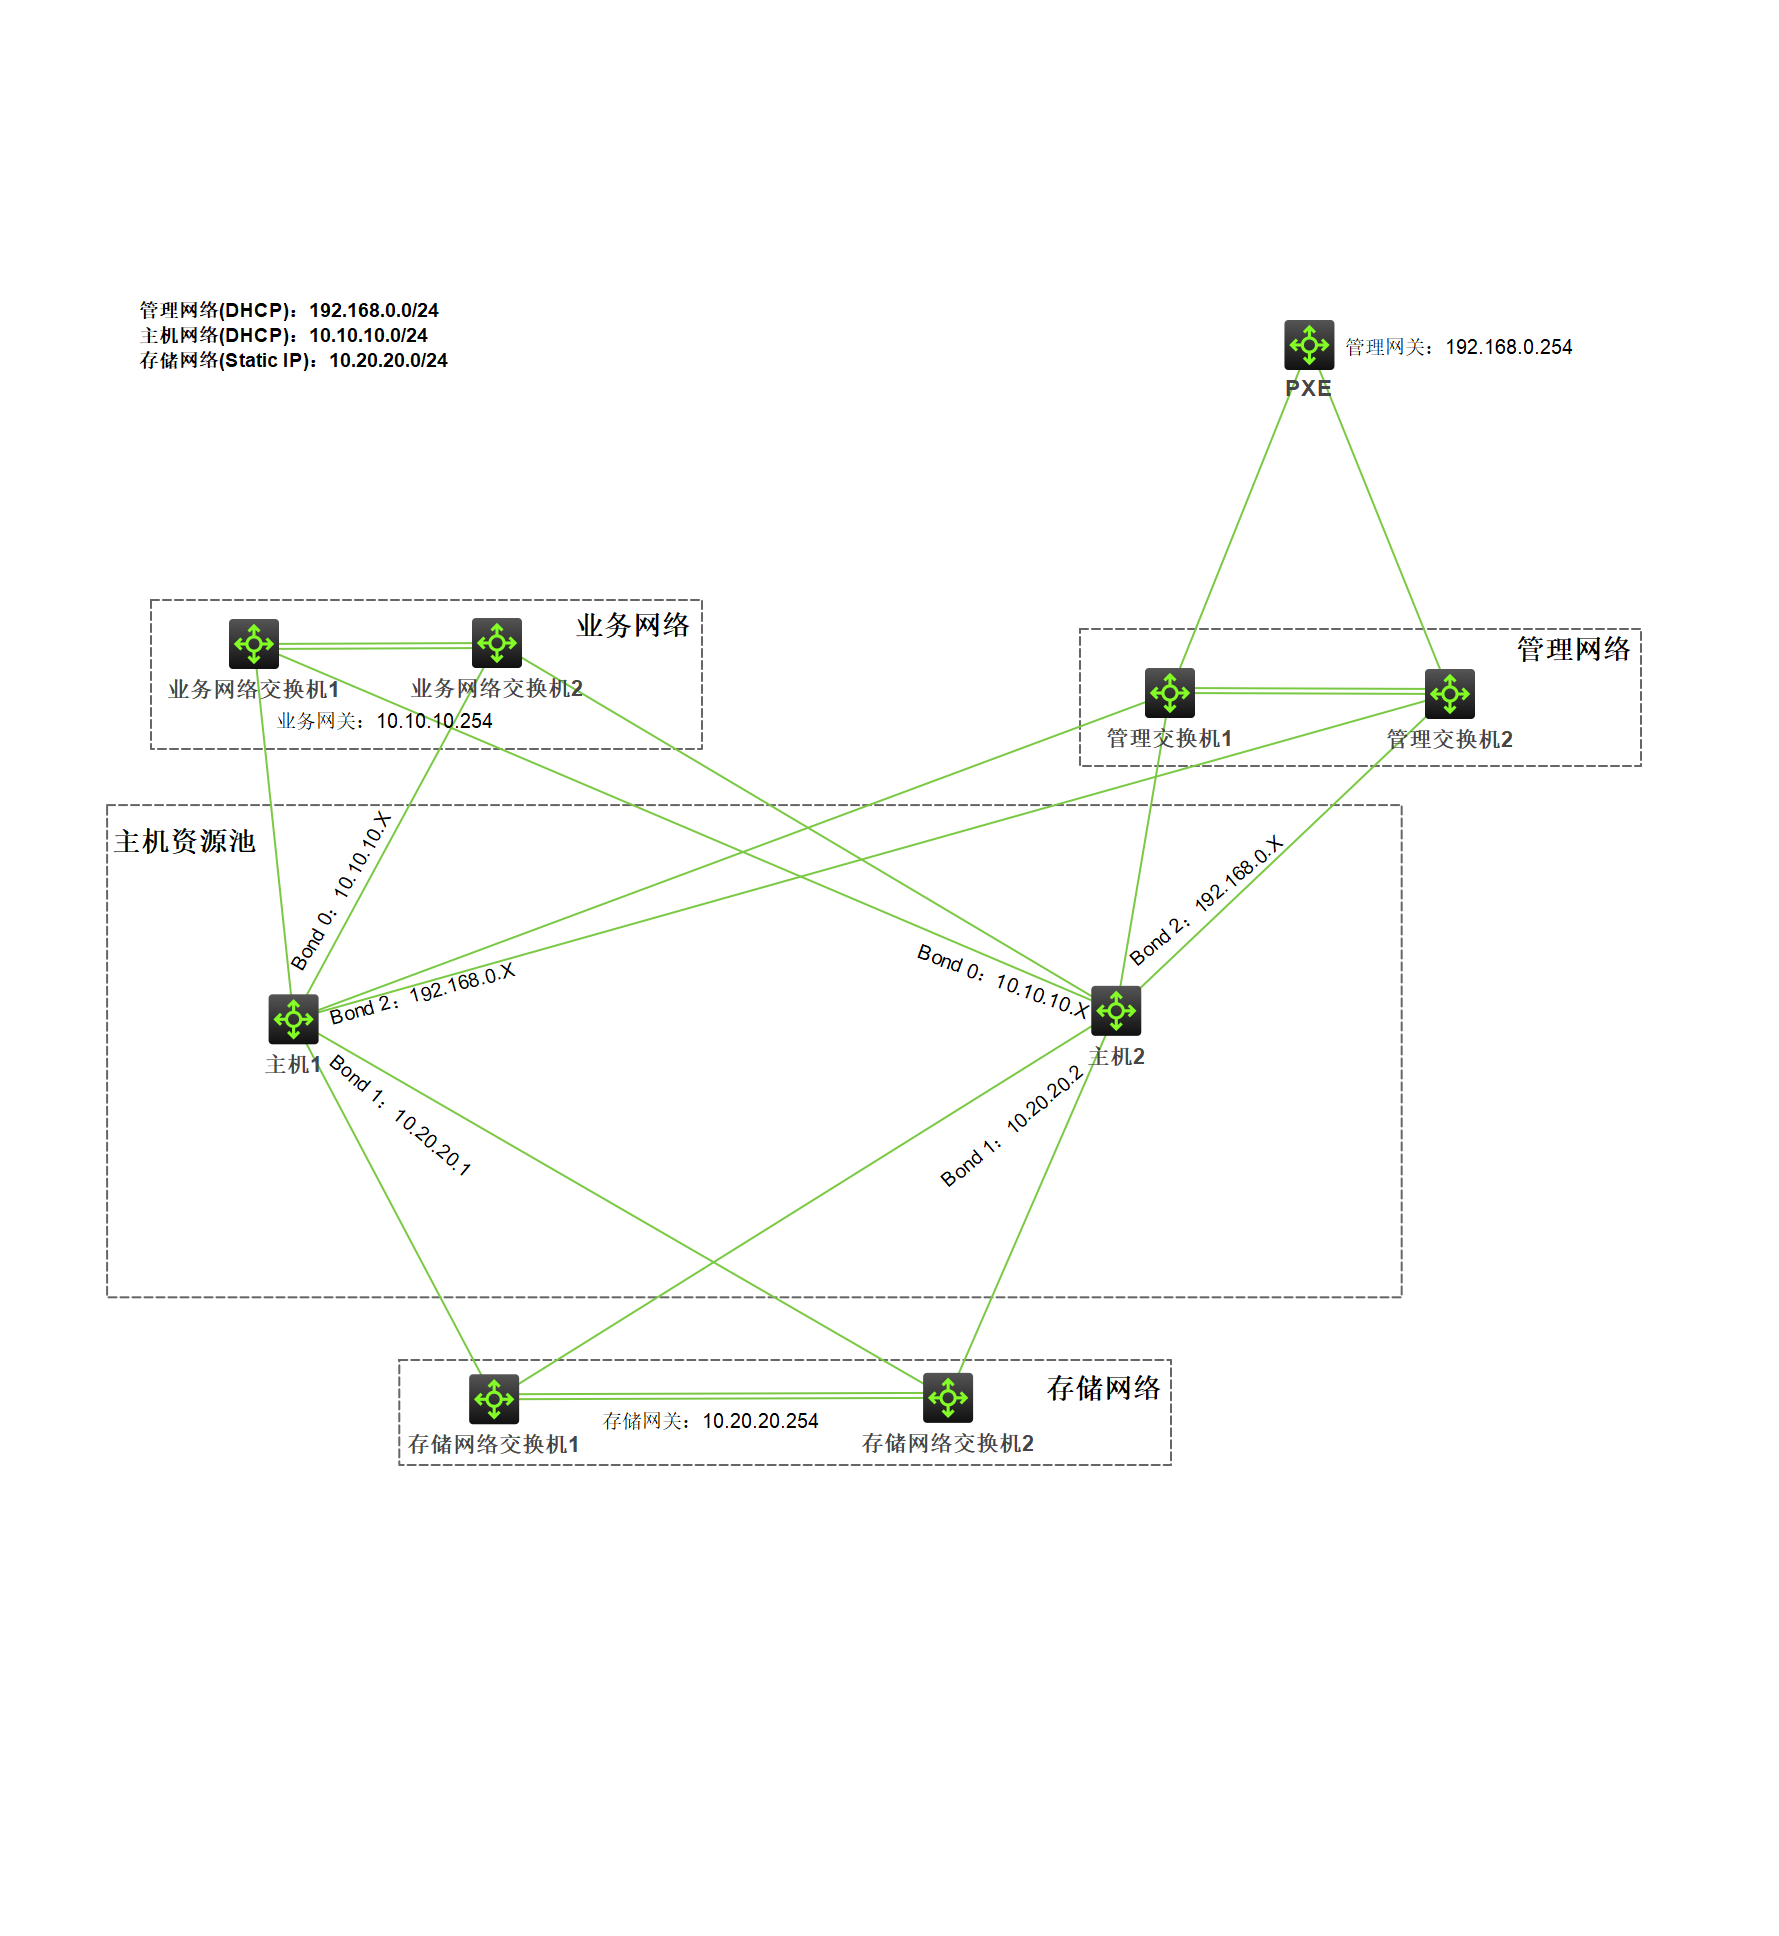 管理网络(DHCP)：192.168.0.0/24
主机网络(DHCP)：10.10.10.0/24
存储网络(Static IP)：10.20.20.0/24
管理网关：192.168.0.254
PXE
业务网络
业务网络交换机1
业务网络交换机2
业务网关：10.10.10.254
管理网络
管理交换机1
管理交换机2
主机资源池
Bond 0：10.10.10.X
Bond 2：192.168.0.X
Bond 0：10.10.10.X
Bond 2：192.168.0.X
主机1
主机2
Bond 1：10.20.20.1
Bond 1：10.20.20.2
存储网络
存储网关：10.20.20.254
存储网络交换机1
存储网络交换机2